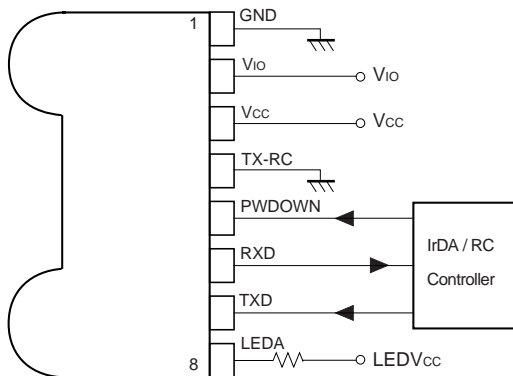 1 GND
VIO VIO
VCC VCC
TX-RC
PWDOWN
IrDA / RC
RXD
Controller
TXD
LEDA
8 LEDVCC